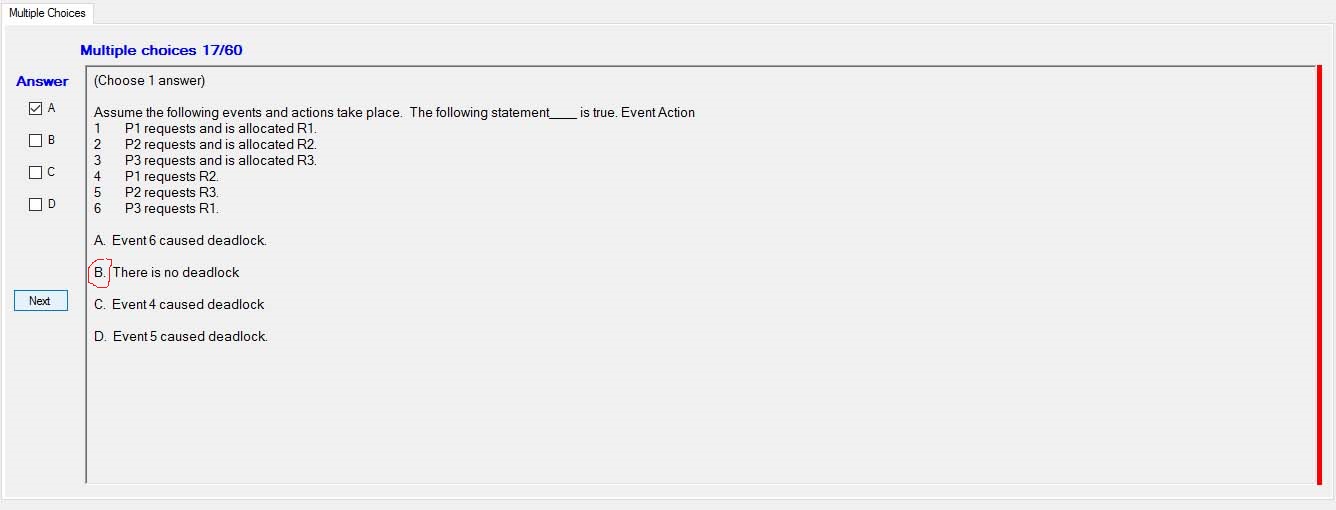 Multiple Choices
Multiple choices 17/60
Answer
A
B
C
D
Next
(Choose 1 answer)
Assume the following events and actions take place.  The following statement____ is true. Event Action
1 P1 requests and is allocated R1.
2 P2 requests and is allocated R2.
3 P3 requests and is allocated R3.
4 P1 requests R2.
5 P2 requests R3.
6 P3 requests R1.
A. Event 6 caused deadlock.
B. There is no deadlock
C. Event 4 caused deadlock
D. Event 5 caused deadlock.